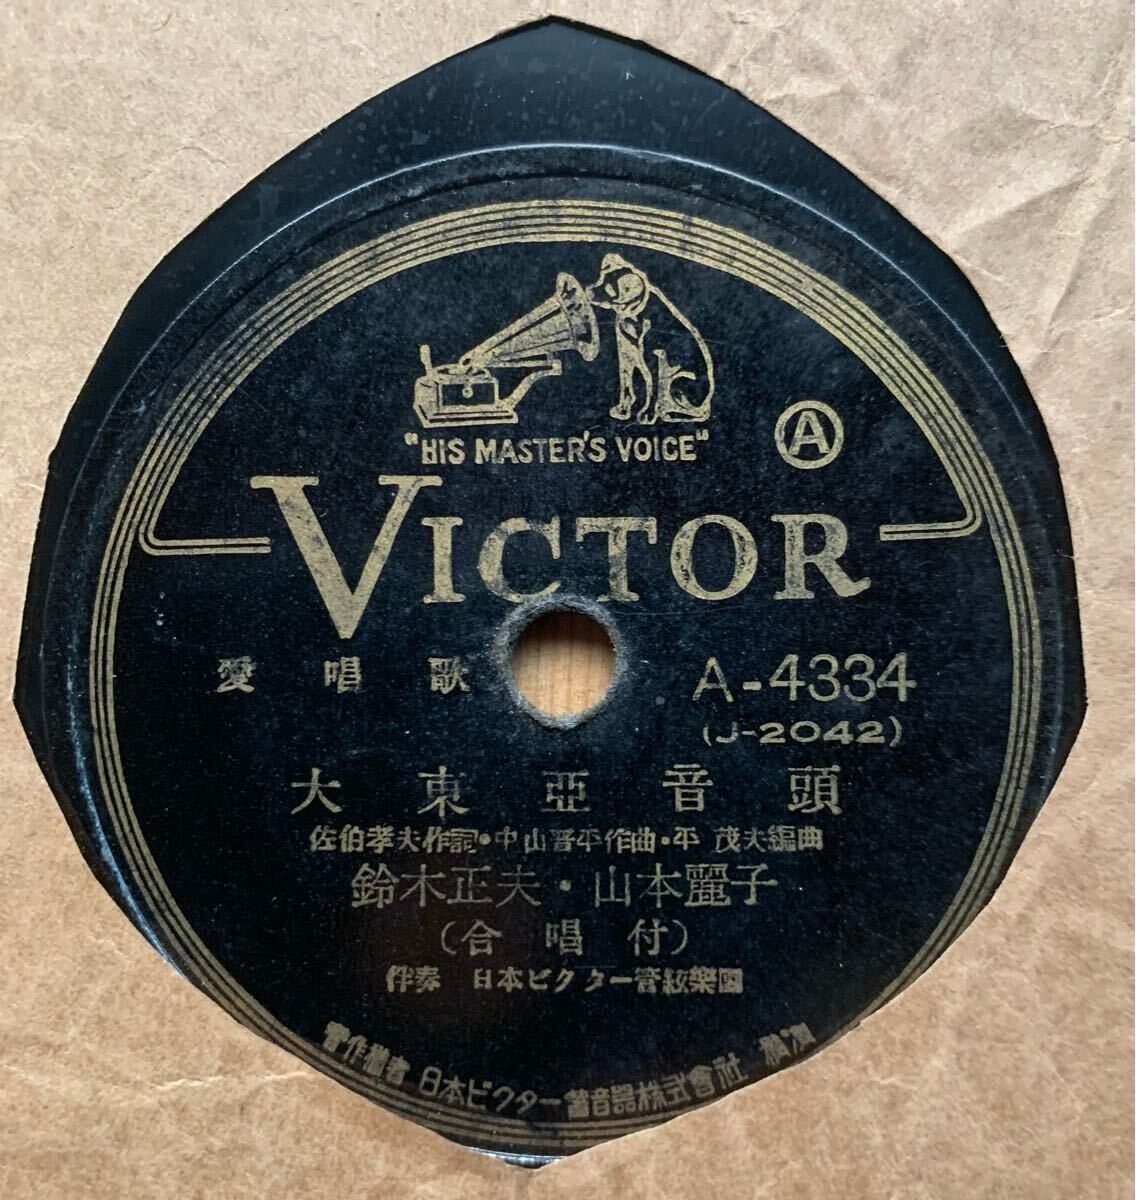 "HIS MASTER'S VOICE"
A
VICTOR
愛唱歌
A-4334
(J-2042)
大東亞音頭
佐伯孝夫作詞・中山晋平作曲・平 茂夫編曲
鈴木正夫・山本麗子
(合唱付)
伴奏 日本ビクター管絃樂團
著作權者 日本ビクター蓄音器株式會社 橫濱